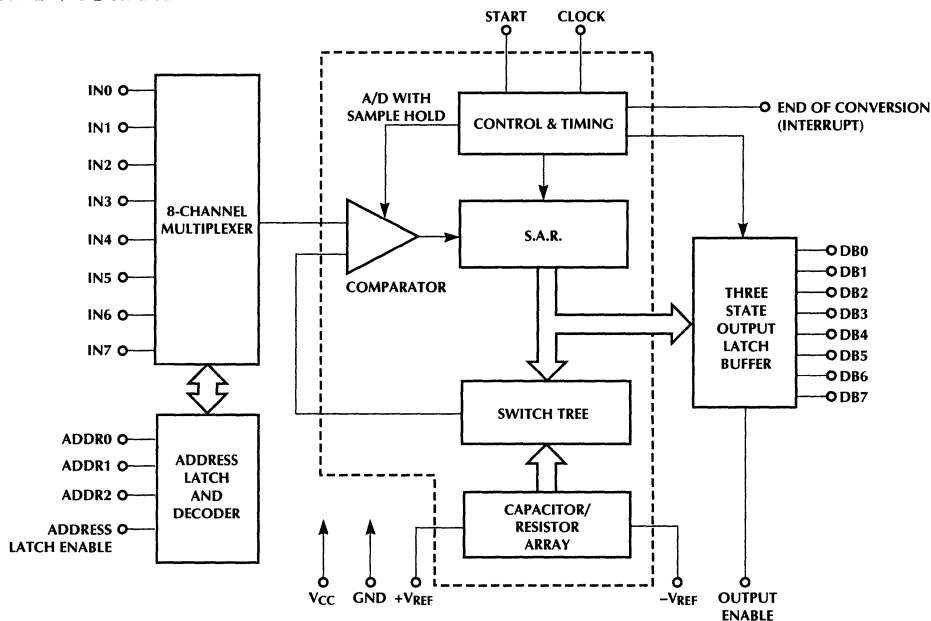 START
CLOCK
IN0
IN1
IN2
IN3
IN4
IN5
IN6
IN7
8-CHANNEL
MULTIPLEXER
A/D WITH
SAMPLE HOLD
CONTROL & TIMING
END OF CONVERSION
(INTERRUPT)
S.A.R.
COMPARATOR
THREE
STATE
OUTPUT
LATCH
BUFFER
DB0
DB1
DB2
DB3
DB4
DB5
DB6
DB7
SWITCH TREE
ADDR0
ADDR1
ADDR2
ADDRESS
LATCH ENABLE
ADDRESS
LATCH
AND
DECODER
CAPACITOR/
RESISTOR
ARRAY
VCC
GND
+VREF
–VREF
OUTPUT
ENABLE